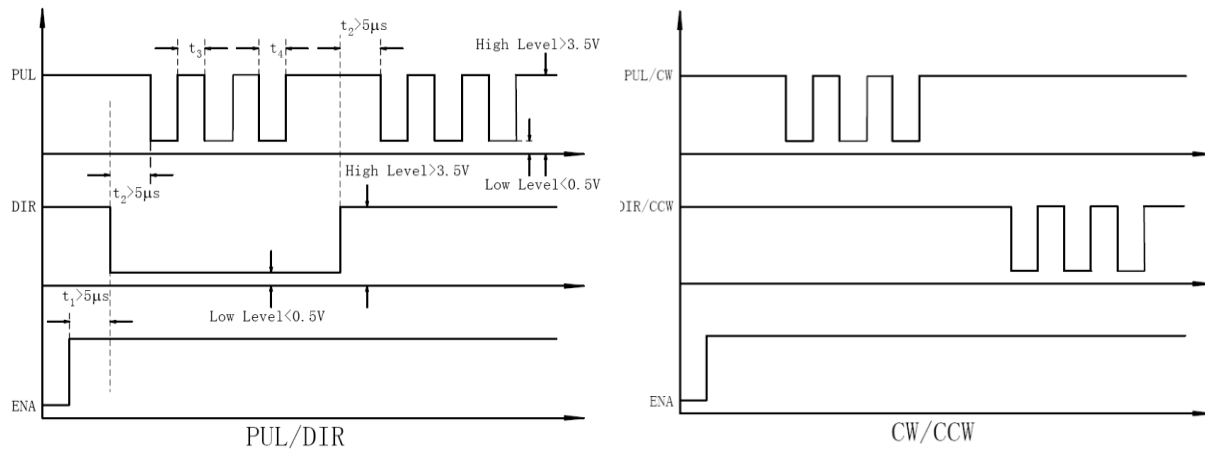 t2>5μs
High Level>3.5V
t3
t4
PUL
PUL/CW
High Level>3.5V
Low Level<0.5V
t2>5μs
DIR
DIR/CCW
t1>5μs
Low Level<0.5V
ENA
ENA
PUL/DIR
CW/CCW